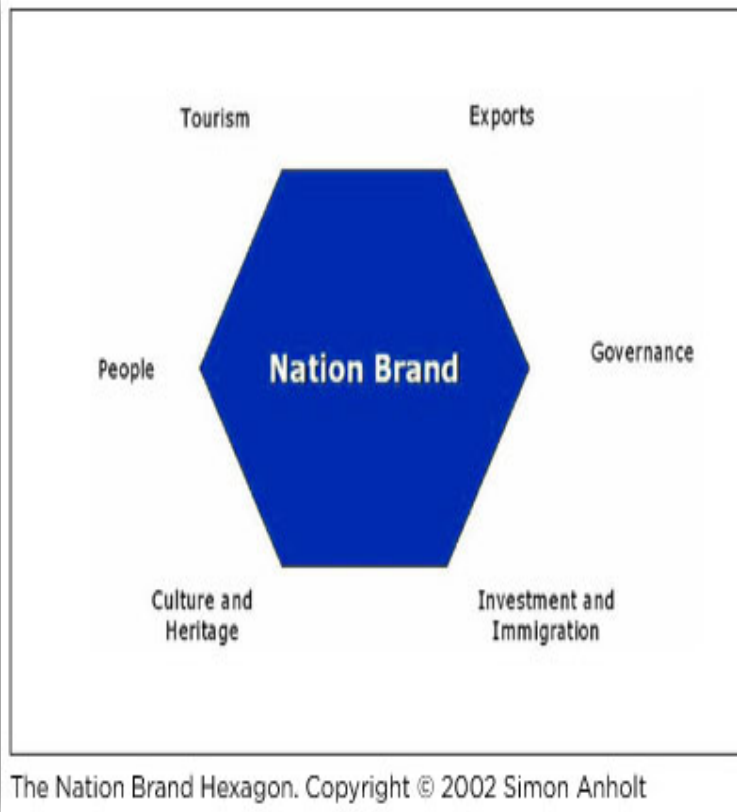 Tourism
Exports
People
Nation Brand
Governance
Culture and
Heritage
Investment and
Immigration
The Nation Brand Hexagon. Copyright © 2002 Simon Anholt